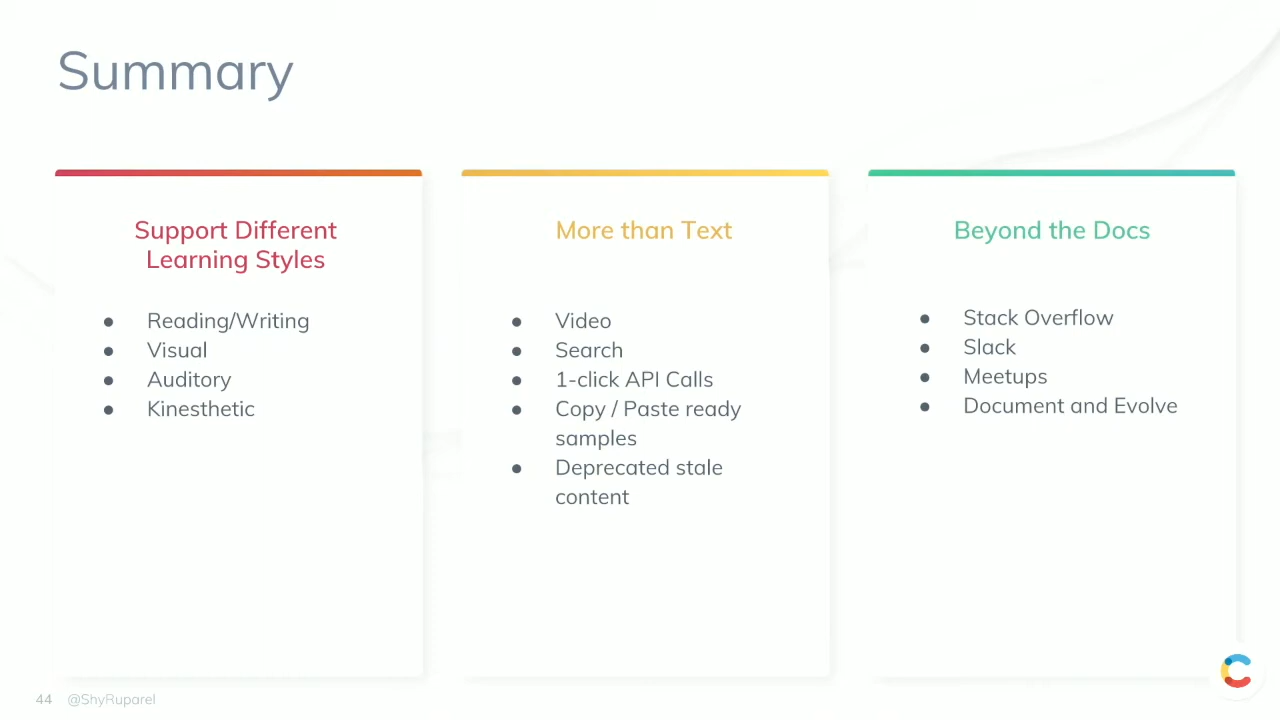 Summary
Support Different
Learning Styles
● Reading/Writing
● Visual
● Auditory
● Kinesthetic
More than Text
● Video
● Search
● 1-click API Calls
● Copy / Paste ready
samples
● Deprecated stale
content
Beyond the Docs
● Stack Overflow
● Slack
● Meetups
● Document and Evolve
44 @ShyRuparel